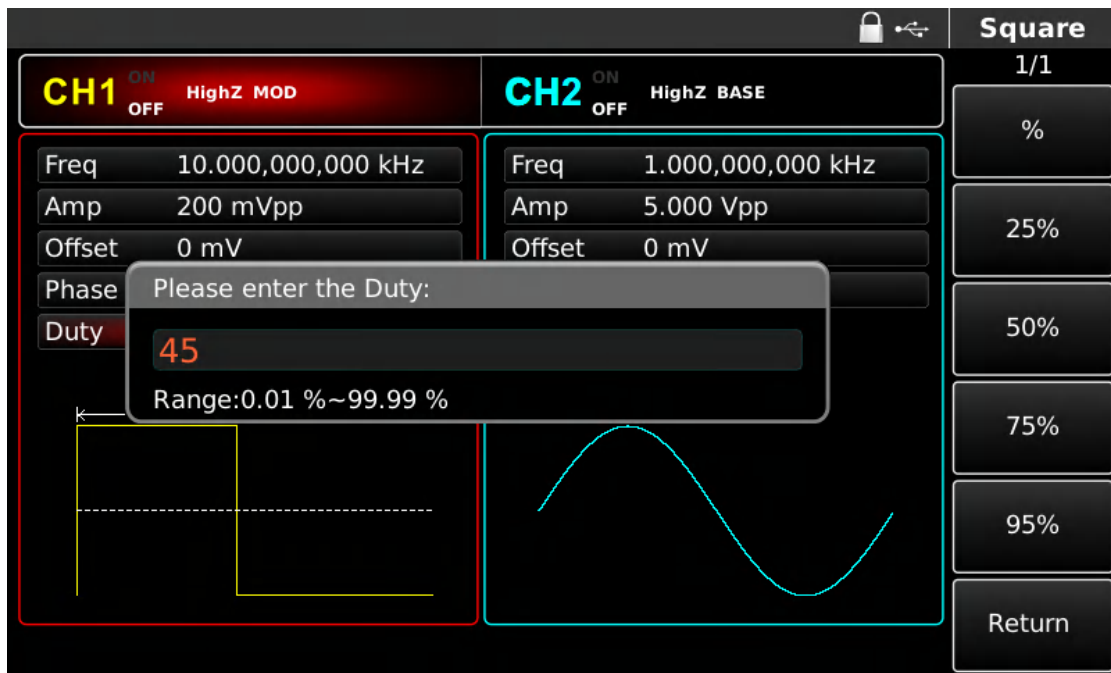 Square
1/1
CH1 ON OFF HighZ MOD
CH2 ON OFF HighZ BASE
Freq 10.000,000,000 kHz
Amp 200 mVpp
Offset 0 mV
Phase
Duty
Freq 1.000,000,000 kHz
Amp 5.000 Vpp
Offset 0 mV
Please enter the Duty:
45
Range:0.01 %~99.99 %
%
25%
50%
75%
95%
Return